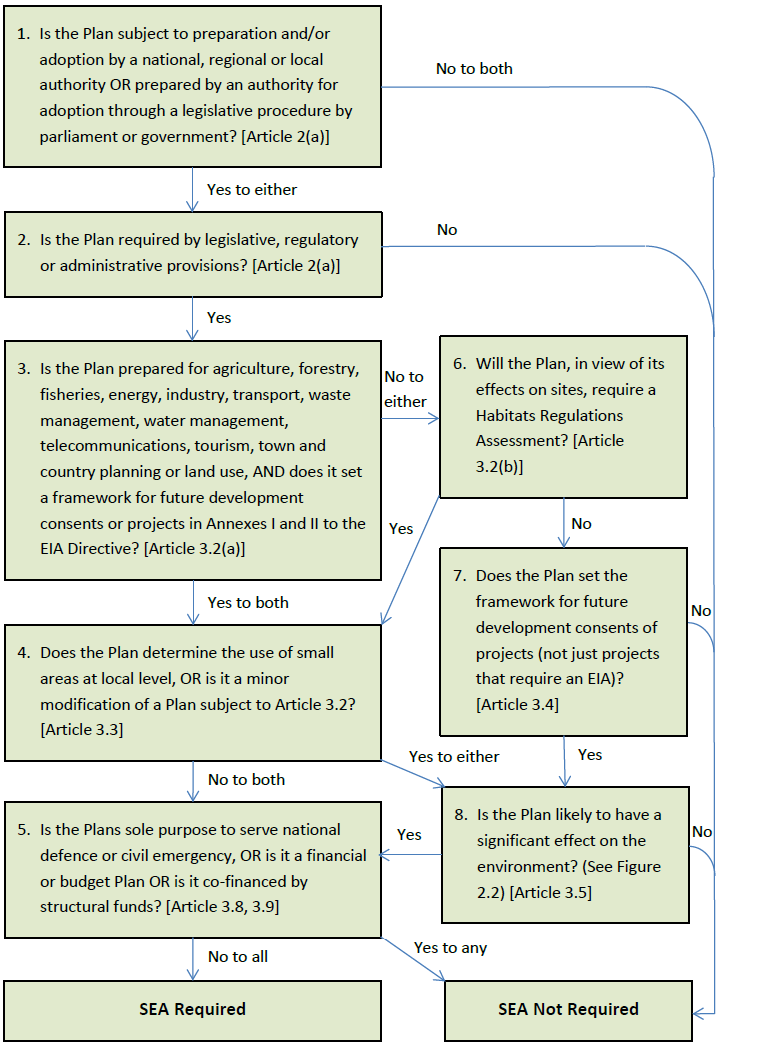 1. Is the Plan subject to preparation and/or
adoption by a national, regional or local
authority OR prepared by an authority for
adoption through a legislative procedure by
parliament or government? [Article 2(a)]
No to both
Yes to either
2. Is the Plan required by legislative, regulatory
or administrative provisions? [Article 2(a)]
No
Yes
3. Is the Plan prepared for agriculture, forestry,
fisheries, energy, industry, transport, waste
management, water management,
telecommunications, tourism, town and
country planning or land use, AND does it set
a framework for future development
consents or projects in Annexes I and II to the
EIA Directive? [Article 3.2(a)]
No to
either
6. Will the Plan, in view of its
effects on sites, require a
Habitats Regulations
Assessment? [Article
3.2(b)]
Yes
No
Yes to both
7. Does the Plan set the
framework for future
development consents of
projects (not just projects
that require an EIA)?
[Article 3.4]
No
4. Does the Plan determine the use of small
areas at local level, OR is it a minor
modification of a Plan subject to Article 3.2?
[Article 3.3]
Yes to either
Yes
No to both
8. Is the Plan likely to have a
significant effect on the
environment? (See Figure
2.2) [Article 3.5]
No
Yes
5. Is the Plans sole purpose to serve national
defence or civil emergency, OR is it a financial
or budget Plan OR is it co-financed by
structural funds? [Article 3.8, 3.9]
No to all
Yes to any
SEA Required
SEA Not Required